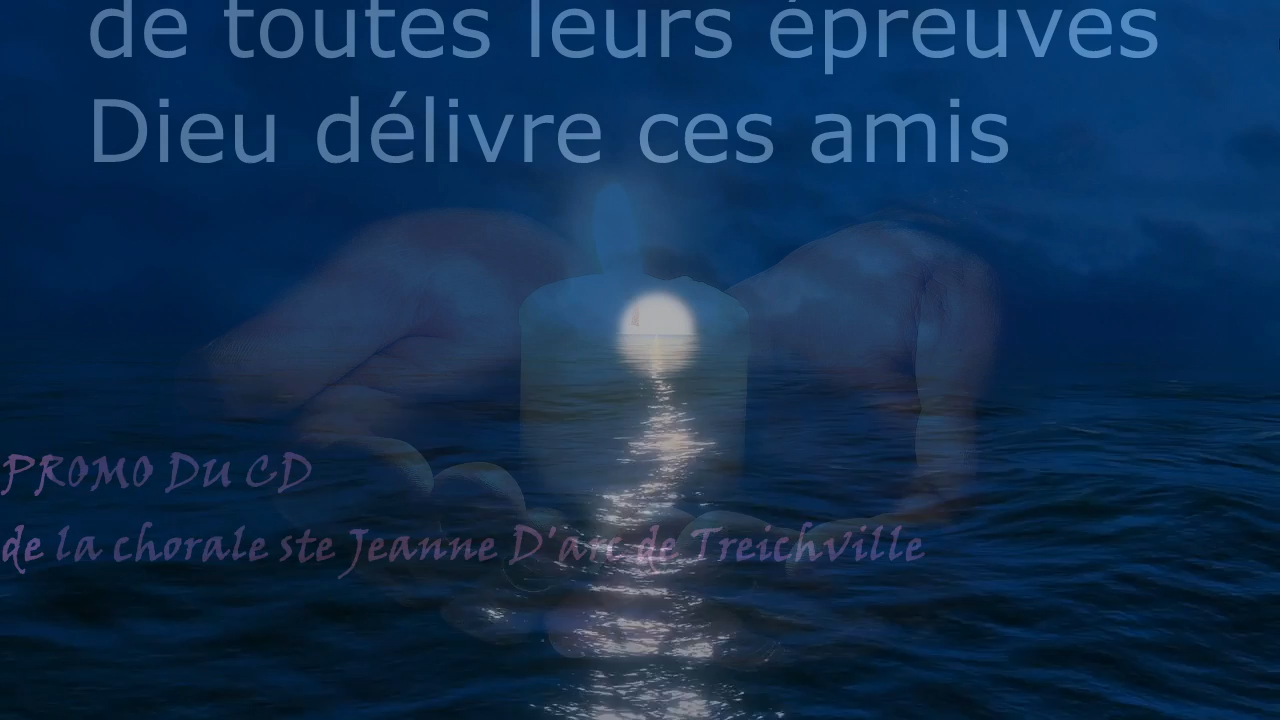 de toutes leurs épreuves
Dieu délivre ces amis
PROMO DU CD
de la chorale ste Jeanne D'arc de Treichville